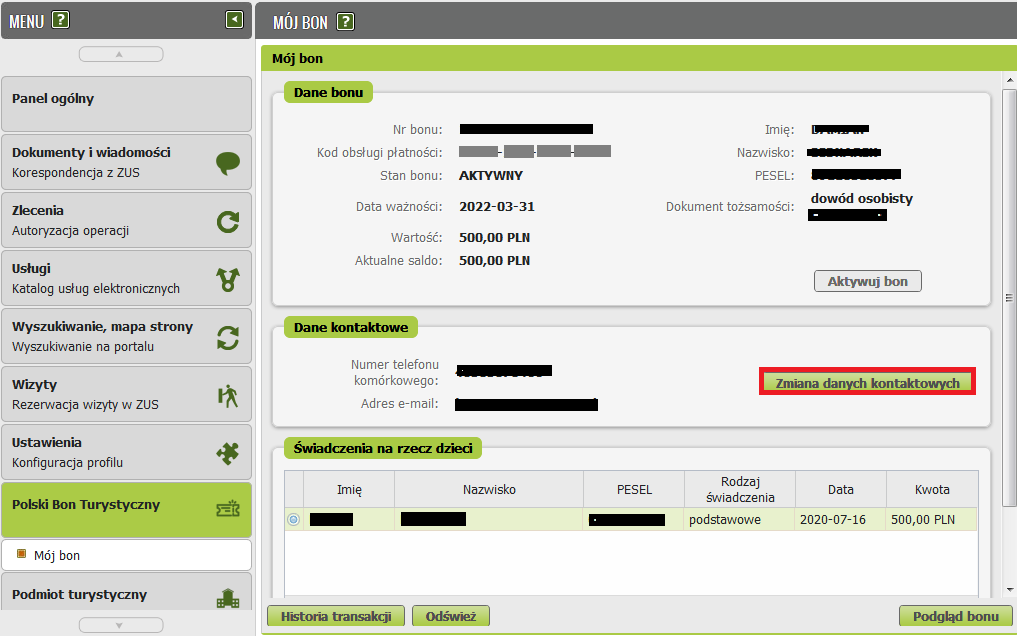 MENU ?
MÓJ BON ?
Panel ogólny
Dokumenty i wiadomości
Korespondencja z ZUS
Zlecenia
Autoryzacja operacji
Usługi
Katalog usług elektronicznych
Wyszukiwanie, mapa strony
Wyszukiwanie na portalu
Wizyty
Rezerwacja wizyty w ZUS
Ustawienia
Konfiguracja profilu
Polski Bon Turystyczny
Mój bon
Podmiot turystyczny
Mój bon
Dane bonu
Nr bonu:
Kod obsługi płatności:
Stan bonu: AKTYWNY
Data ważności: 2022-03-31
Wartość: 500,00 PLN
Aktualne saldo: 500,00 PLN
Imię:
Nazwisko:
PESEL:
Dokument tożsamości: dowód osobisty
Aktywuj bon
Dane kontaktowe
Numer telefonu
komórkowego:
Adres e-mail:
Zmiana danych kontaktowych
Świadczenia na rzecz dzieci
Imię Nazwisko PESEL Rodzaj świadczenia Data Kwota
podstawowe 2020-07-16 500,00 PLN
Historia transakcji Odśwież Podgląd bonu